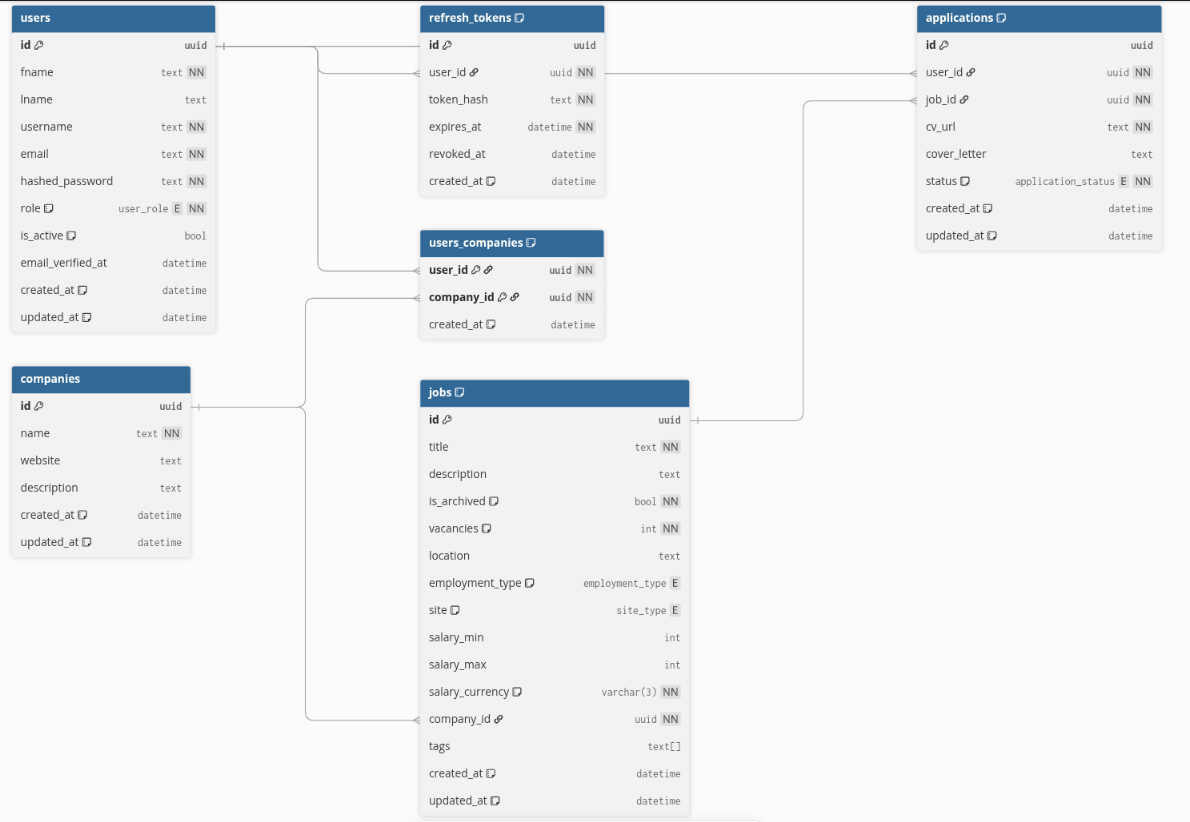 users
id uuid
fname text NN
lname text
username text NN
email text NN
hashed_password text NN
role user_role E NN
is_active bool
email_verified_at datetime
created_at datetime
updated_at datetime
refresh_tokens
id uuid
user_id uuid NN
token_hash text NN
expires_at datetime NN
revoked_at datetime
created_at datetime
applications
id uuid
user_id uuid NN
job_id uuid NN
cv_url text NN
cover_letter text
status application_status E NN
created_at datetime
updated_at datetime
users_companies
user_id uuid NN
company_id uuid NN
created_at datetime
companies
id uuid
name text NN
website text
description text
created_at datetime
updated_at datetime
jobs
id uuid
title text NN
description text
is_archived bool NN
vacancies int NN
location text
employment_type employment_type E
site site_type E
salary_min int
salary_max int
salary_currency varchar(3) NN
company_id uuid NN
tags text[]
created_at datetime
updated_at datetime